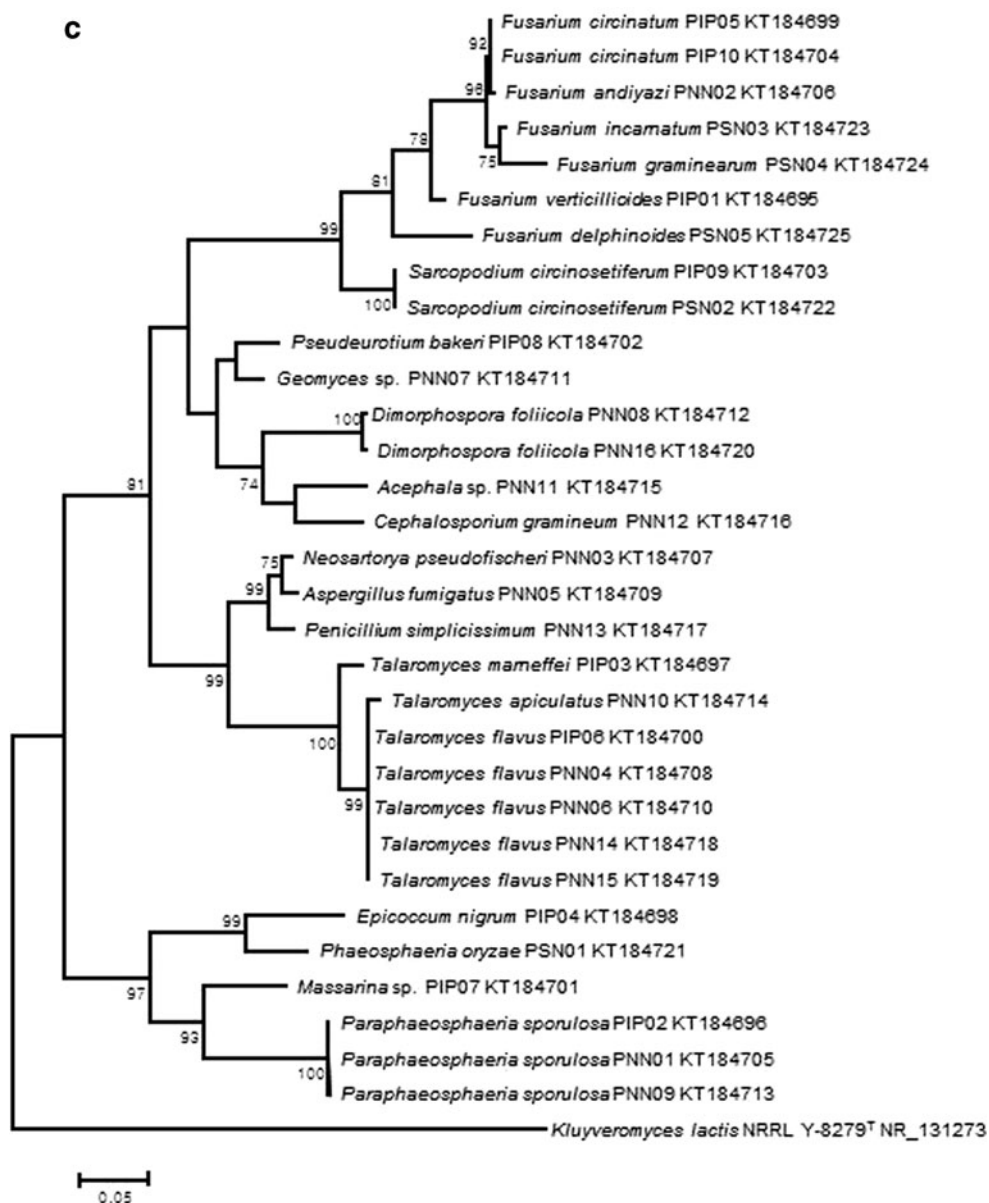 c
Fusarium circinatum PIP05 KT184699
92
Fusarium circinatum PIP10 KT184704
96
Fusarium andiyazi PNN02 KT184706
Fusarium incarnatum PSN03 KT184723
78
75
Fusarium graminearum PSN04 KT184724
81
Fusarium verticillioides PIP01 KT184695
99
Fusarium delphinoides PSN05 KT184725
Sarcopodium circinosetiferum PIP09 KT184703
100
Sarcopodium circinosetiferum PSN02 KT184722
Pseudeurotium bakeri PIP08 KT184702
Geomyces sp. PNN07 KT184711
100
Dimorphospora foliicola PNN08 KT184712
Dimorphospora foliicola PNN16 KT184720
81
74
Acephala sp. PNN11 KT184715
Cephalosporium gramineum PNN12 KT184716
75
Neosartorya pseudofischeri PNN03 KT184707
99
Aspergillus fumigatus PNN05 KT184709
Penicillium simplicissimum PNN13 KT184717
99
Talaromyces marneffei PIP03 KT184697
Talaromyces apiculatus PNN10 KT184714
100
Talaromyces flavus PIP06 KT184700
Talaromyces flavus PNN04 KT184708
99
Talaromyces flavus PNN06 KT184710
Talaromyces flavus PNN14 KT184718
Talaromyces flavus PNN15 KT184719
99
Epicoccum nigrum PIP04 KT184698
Phaeosphaeria oryzae PSN01 KT184721
97
Massarina sp. PIP07 KT184701
93
Paraphaeosphaeria sporulosa PIP02 KT184696
Paraphaeosphaeria sporulosa PNN01 KT184705
100
Paraphaeosphaeria sporulosa PNN09 KT184713
Kluyveromyces lactis NRRL Y-8279ᵀ NR_131273
0.05